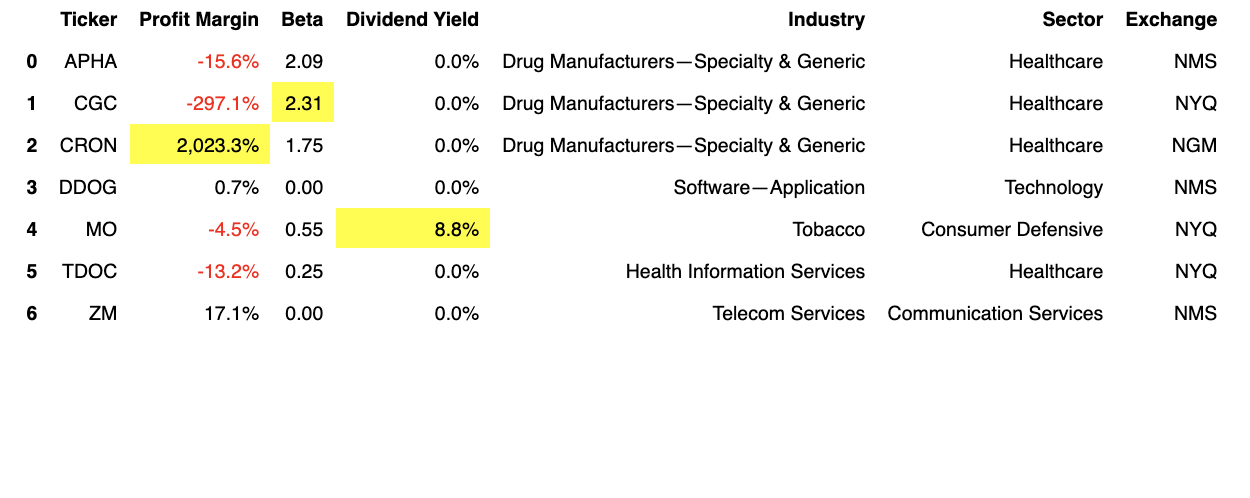 Ticker Profit Margin Beta Dividend Yield Industry Sector Exchange
0 APHA -15.6% 2.09 0.0% Drug Manufacturers—Specialty & Generic Healthcare NMS
1 CGC -297.1% 2.31 0.0% Drug Manufacturers—Specialty & Generic Healthcare NYQ
2 CRON 2,023.3% 1.75 0.0% Drug Manufacturers—Specialty & Generic Healthcare NGM
3 DDOG 0.7% 0.00 0.0% Software—Application Technology NMS
4 MO -4.5% 0.55 8.8% Tobacco Consumer Defensive NYQ
5 TDOC -13.2% 0.25 0.0% Health Information Services Healthcare NYQ
6 ZM 17.1% 0.00 0.0% Telecom Services Communication Services NMS